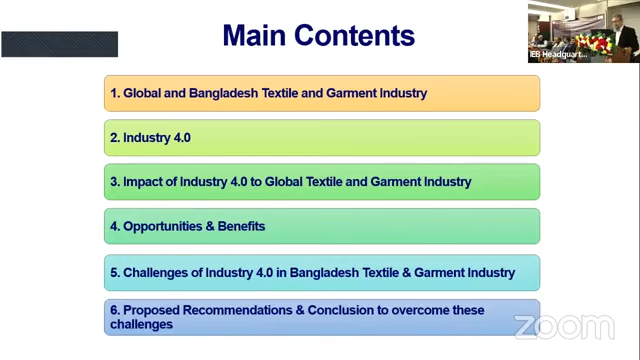 Main Contents
IEB Headquart...
1. Global and Bangladesh Textile and Garment Industry
2. Industry 4.0
3. Impact of Industry 4.0 to Global Textile and Garment Industry
4. Opportunities & Benefits
5. Challenges of Industry 4.0 in Bangladesh Textile & Garment Industry
6. Proposed Recommendations & Conclusion to overcome these
challenges
zoom